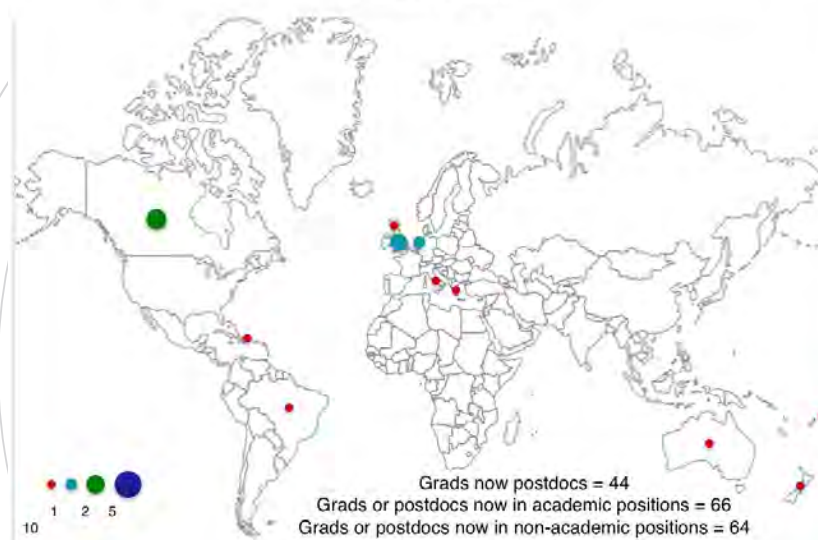 Grads now postdocs = 44
Grads or postdocs now in academic positions = 66
Grads or postdocs now in non-academic positions = 64
1 2 5
10